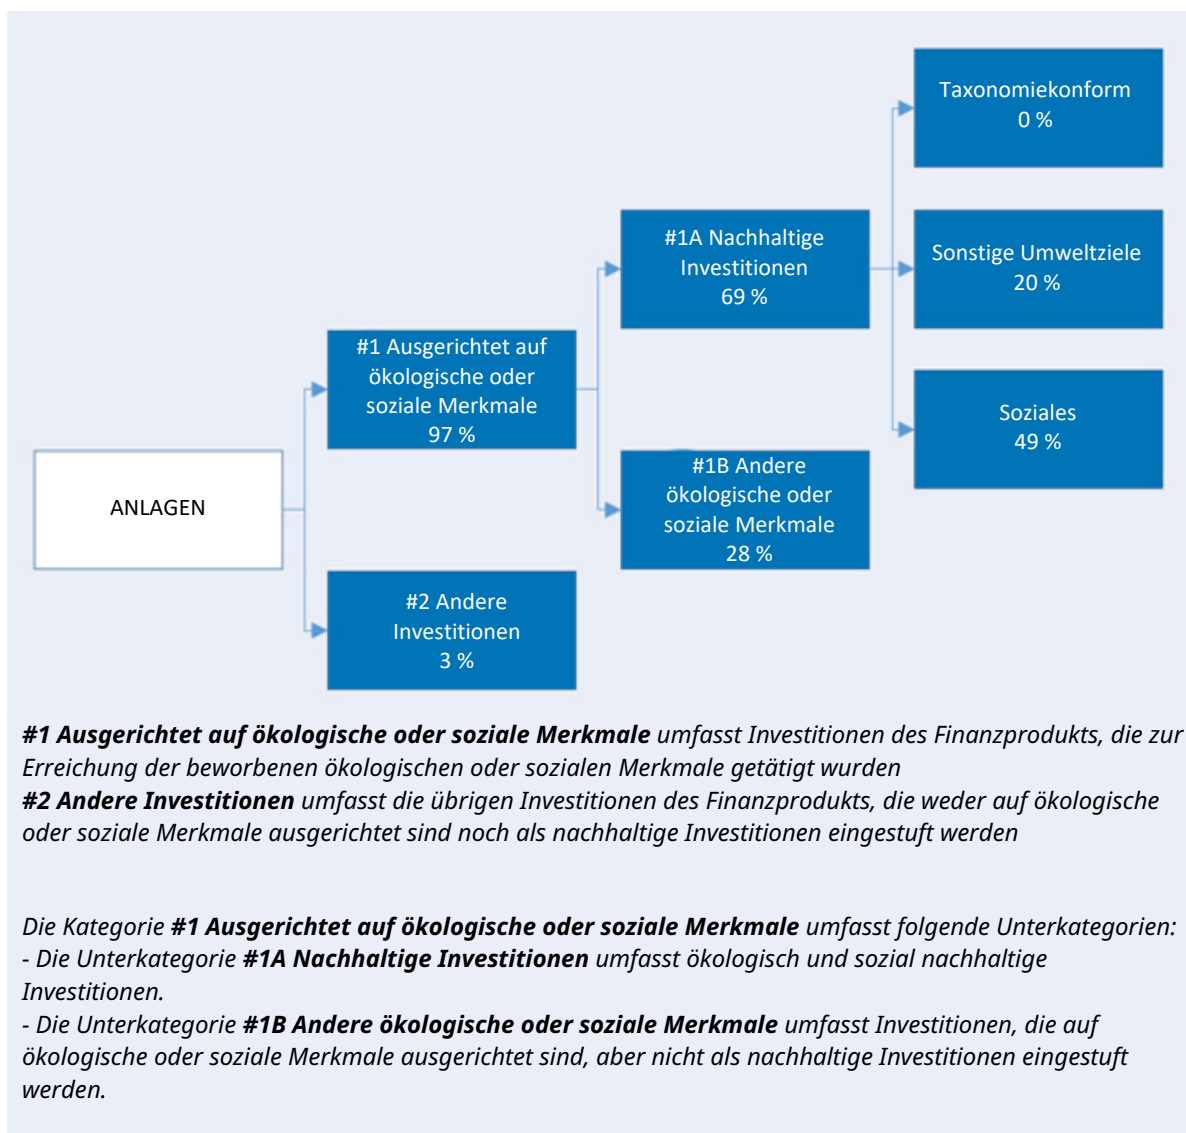 Taxonomiekonform
0 %
#1A Nachhaltige
Investitionen
69 %
Sonstige Umweltziele
20 %
#1 Ausgerichtet auf
ökologische oder
soziale Merkmale
97 %
Soziales
49 %
ANLAGEN
#1B Andere
ökologische oder
soziale Merkmale
28 %
#2 Andere
Investitionen
3 %
#1 Ausgerichtet auf ökologische oder soziale Merkmale umfasst Investitionen des Finanzprodukts, die zur
Erreichung der beworbenen ökologischen oder sozialen Merkmale getätigt wurden
#2 Andere Investitionen umfasst die übrigen Investitionen des Finanzprodukts, die weder auf ökologische
oder soziale Merkmale ausgerichtet sind noch als nachhaltige Investitionen eingestuft werden
Die Kategorie #1 Ausgerichtet auf ökologische oder soziale Merkmale umfasst folgende Unterkategorien:
- Die Unterkategorie #1A Nachhaltige Investitionen umfasst ökologisch und sozial nachhaltige
Investitionen.
- Die Unterkategorie #1B Andere ökologische oder soziale Merkmale umfasst Investitionen, die auf
ökologische oder soziale Merkmale ausgerichtet sind, aber nicht als nachhaltige Investitionen eingestuft
werden.